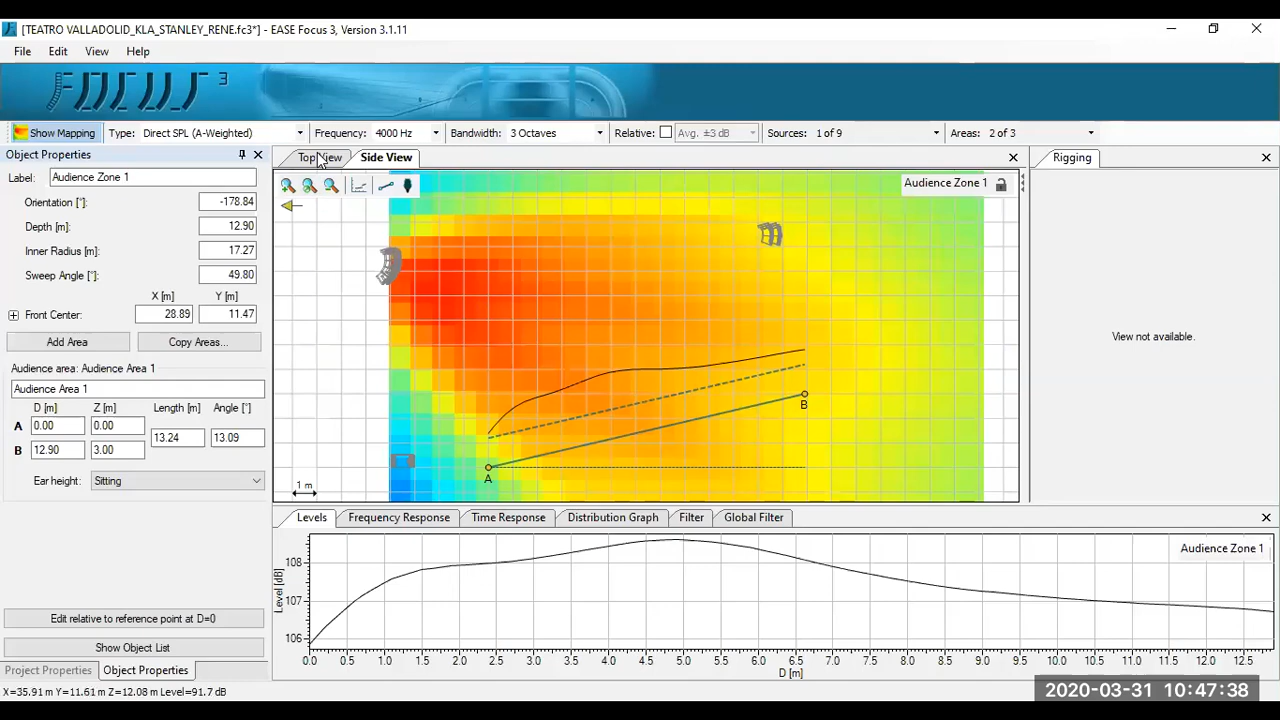 [TEATRO VALLADOLID_KLA_STANLEY_RENE.fc3*] - EASE Focus 3, Version 3.1.11
File Edit View Help
FOCUS 3
Show Mapping Type: Direct SPL (A-Weighted) Frequency: 4000 Hz Bandwidth: 3 Octaves Relative: Avg. ±3 dB Sources: 1 of 9 Areas: 2 of 3
Object Properties
Label: Audience Zone 1
Orientation [°]: -178.84
Depth [m]: 12.90
Inner Radius [m]: 17.27
Sweep Angle [°]: 49.80
X [m] Y [m]
Front Center: 28.89 11.47
Add Area Copy Areas...
Audience area: Audience Area 1
Audience Area 1
D [m] Z [m] Length [m] Angle [°]
A 0.00 0.00
13.24 13.09
B 12.90 3.00
Ear height: Sitting
Edit relative to reference point at D=0
Show Object List
Project Properties Object Properties
Top View Side View
Audience Zone 1
A
B
1 m
Rigging
View not available.
Levels Frequency Response Time Response Distribution Graph Filter Global Filter
Audience Zone 1
Level [dB]
108
107
106
0.0 0.5 1.0 1.5 2.0 2.5 3.0 3.5 4.0 4.5 5.0 5.5 6.0 6.5 7.0 7.5 8.0 8.5 9.0 9.5 10.0 10.5 11.0 11.5 12.0 12.5
D [m]
X=35.91 m Y=11.61 m Z=12.08 m Level=91.7 dB
2020-03-31 10:47:38